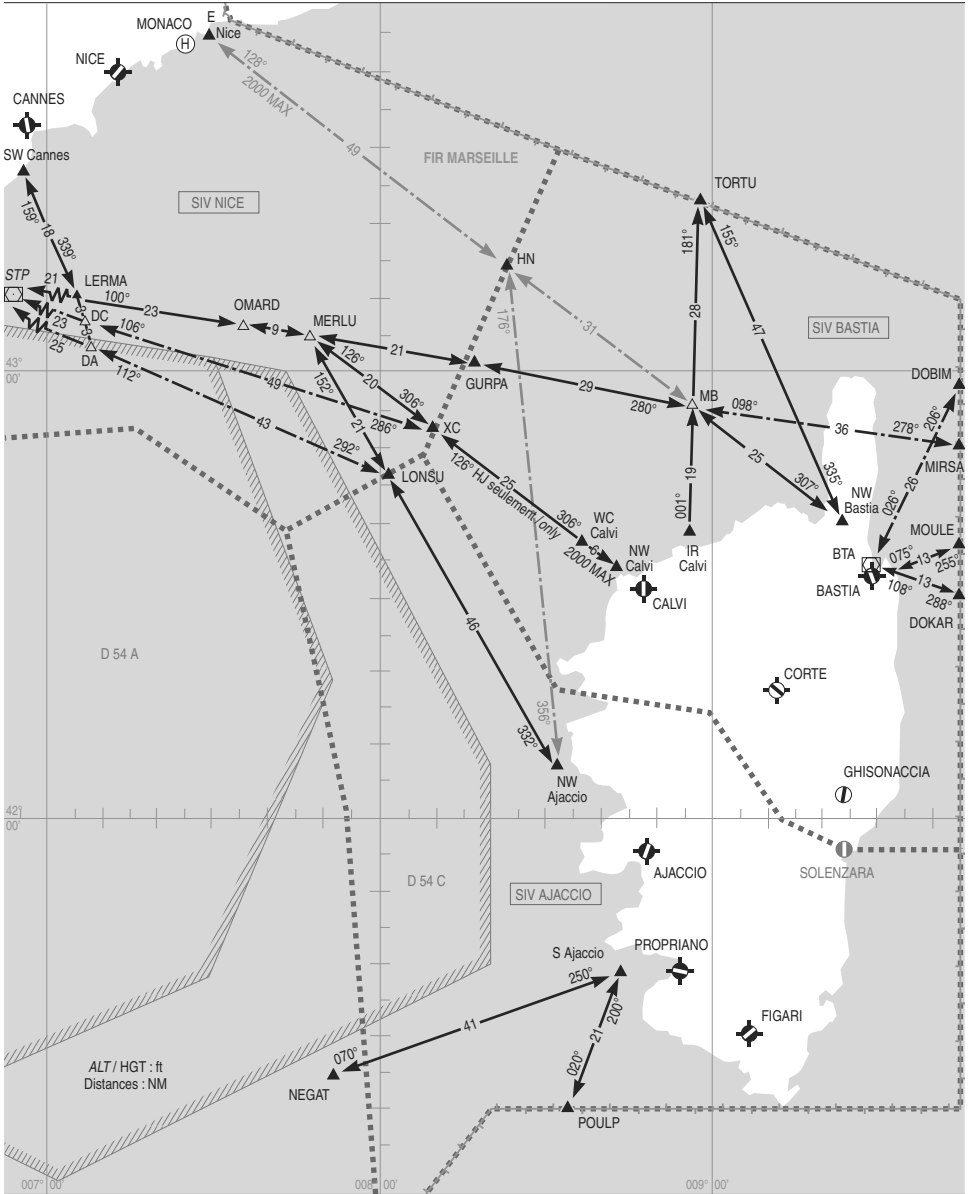 E
MONACO
H
Nice
NICE
128°
2000 MAX
CANNES
49
SW Cannes
FIR MARSEILLE
TORTU
SIV NICE
159°
18
339°
181°
155°
HN
STP
21
LERMA
100°
23
OMARD
9
MERLU
3
DC
23
106°
3
DA
25
112°
126°
21
176°
31
28
47
SIV BASTIA
43
00'
GURPA
DOBIM
152°
20
306°
29
280°
MB
098°
36
278°
MIRSA
206°
49
286°
XC
43
292°
21
LONSU
25
307°
335°
26
026°
126° HJ seulement / only
25
306°
19
001°
WC
Calvi
6
2000 MAX
NW
Calvi
IR
Calvi
NW
Bastia
MOULE
BTA
075°
13
255°
BASTIA
108°
13
288°
DOKAR
CALVI
46
D 54 A
CORTE
356°
332°
NW
Ajaccio
GHISONACCIA
42
00'
AJACCIO
SOLENZARA
D 54 C
SIV AJACCIO
S Ajaccio
PROPRIANO
250°
200°
41
21
FIGARI
070°
020°
ALT / HGT : ft
Distances : NM
NEGAT
POULP
007° 00'
008° 00'
009° 00'